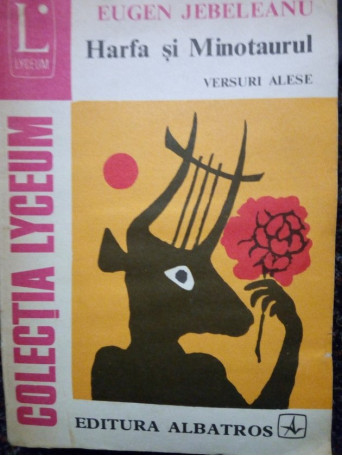 L
LYCEUM
EUGEN JEBELEANU
Harfa și Minotaurul
VERSURI ALESE
COLECȚIA LYCEUM
EDITURA ALBATROS